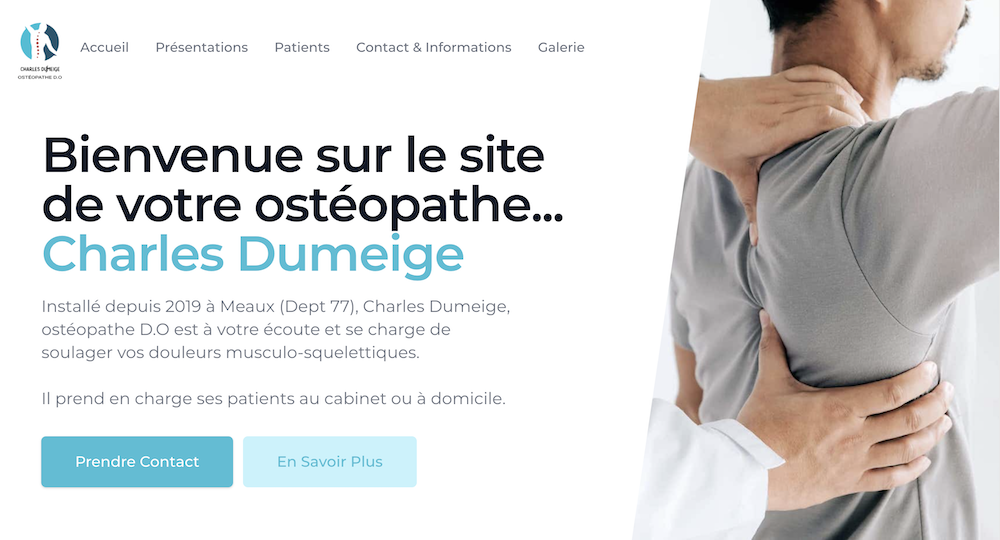 CHARLES DUMEIGE
OSTÉOPATHE D.O
Accueil Présentations Patients Contact & Informations Galerie
Bienvenue sur le site
de votre ostéopathe...
Charles Dumeige
Installé depuis 2019 à Meaux (Dept 77), Charles Dumeige,
ostéopathe D.O est à votre écoute et se charge de
soulager vos douleurs musculo-squelettiques.
Il prend en charge ses patients au cabinet ou à domicile.
Prendre Contact En Savoir Plus